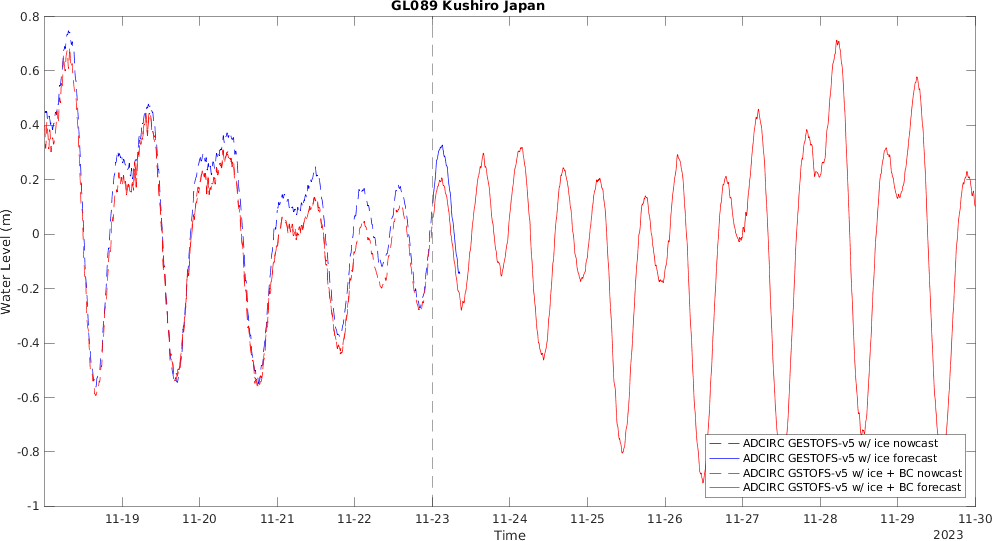 GL089 Kushiro Japan
0.8
0.6
0.4
0.2
0
-0.2
-0.4
-0.6
-0.8
-1
Water Level (m)
ADCIRC GESTOFS-v5 w/ ice nowcast
ADCIRC GESTOFS-v5 w/ ice forecast
ADCIRC GSTOFS-v5 w/ ice + BC nowcast
ADCIRC GSTOFS-v5 w/ ice + BC forecast
11-19 11-20 11-21 11-22 11-23 11-24 11-25 11-26 11-27 11-28 11-29 11-30
Time
2023